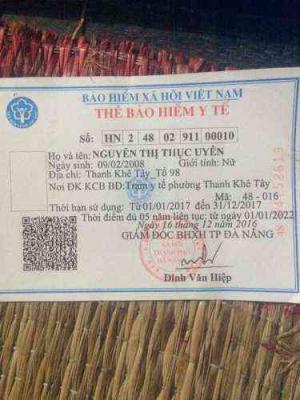 BẢO HIỂM XÃ HỘI VIỆT NAM
THẺ BẢO HIỂM Y TẾ
Số: HN 2 48 02 911 00010
Họ và tên: NGUYỄN THỊ THỤC UYÊN
Ngày sinh: 09/02/2008 Giới tính: Nữ
Địa chỉ: Thanh Khê Tây Tổ 98
Nơi ĐK KCB BĐ: Trạm y tế phường Thanh Khê Tây
Mã: 48 - 016
Thời hạn sử dụng: Từ 01/01/2017 đến 31/12/2017
Thời điểm đủ 05 năm liên tục: từ ngày 01/01/2022
Ngày 16 tháng 12 năm 2016
GIÁM ĐỐC BHXH TP ĐÀ NẴNG
Đinh Văn Hiệp